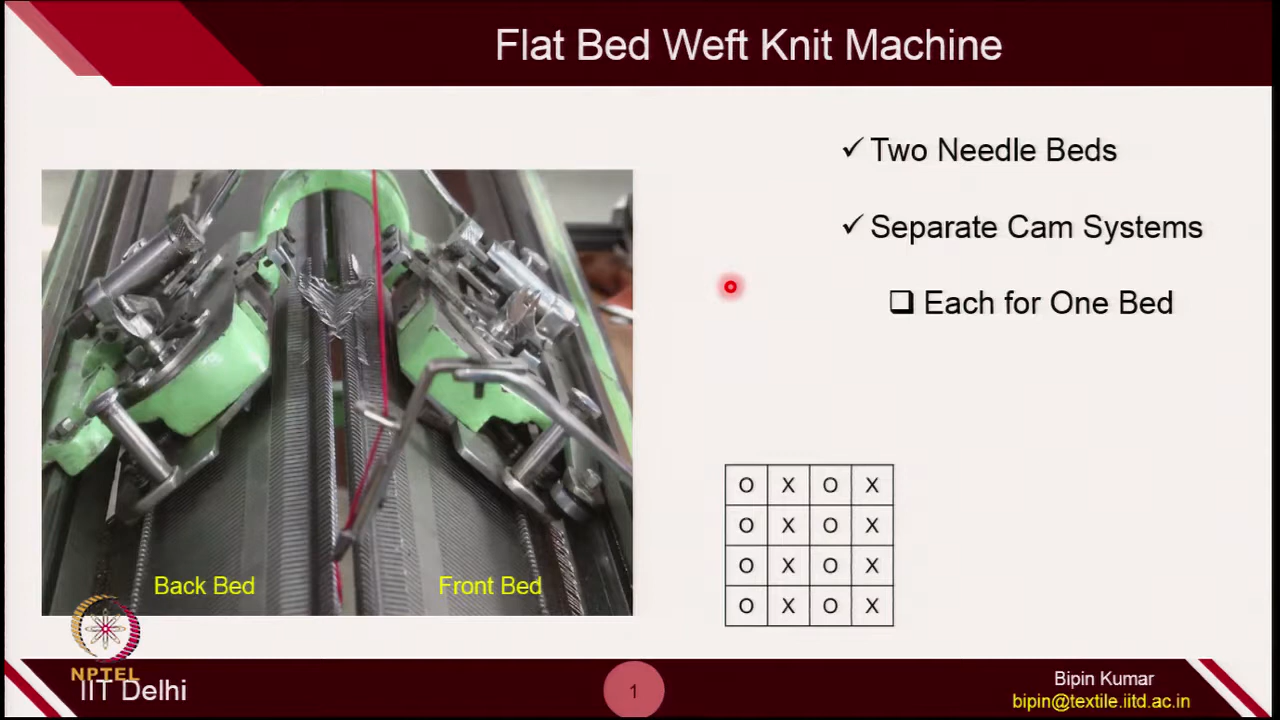 Flat Bed Weft Knit Machine
✓ Two Needle Beds
✓ Separate Cam Systems
❑ Each for One Bed
Back Bed
Front Bed
O X O X
O X O X
O X O X
O X O X
NPTEL
IIT Delhi
1
Bipin Kumar
bipin@textile.iitd.ac.in